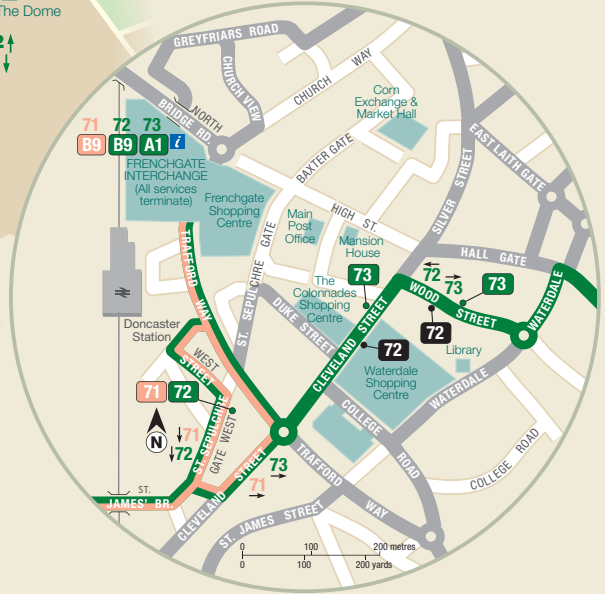 The Dome
2
GREYFRIARS ROAD
CHURCH VIEW
CHURCH WAY
NORTH
BRIDGE RD
Corn
Exchange &
Market Hall
71 72 73
B9 B9 A1 i
FRENCHGATE
INTERCHANGE
(All services
terminate)
Frenchgate
Shopping
Centre
BAXTER GATE
EAST LAITH GATE
SILVER STREET
HIGH ST.
Main
Post
Office
Mansion
House
HALL GATE
TRAFFORD WAY
ST. SEPULCHRE GATE
72
73
73
73
The
Colonnades
Shopping
Centre
WOOD STREET
WATERDALE
72
DUKE STREET
CLEVELAND STREET
72
Library
Doncaster
Station
WEST STREET
Waterdale
Shopping
Centre
WATERDALE
71 72
N
71
72
ST. SEPULCHRE
GATE WEST
COLLEGE ROAD
COLLEGE ROAD
73
71
TRAFFORD WAY
ST.
JAMES' BR.
CLEVELAND STREET
ST. JAMES STREET
0 100 200 metres
0 100 200 yards